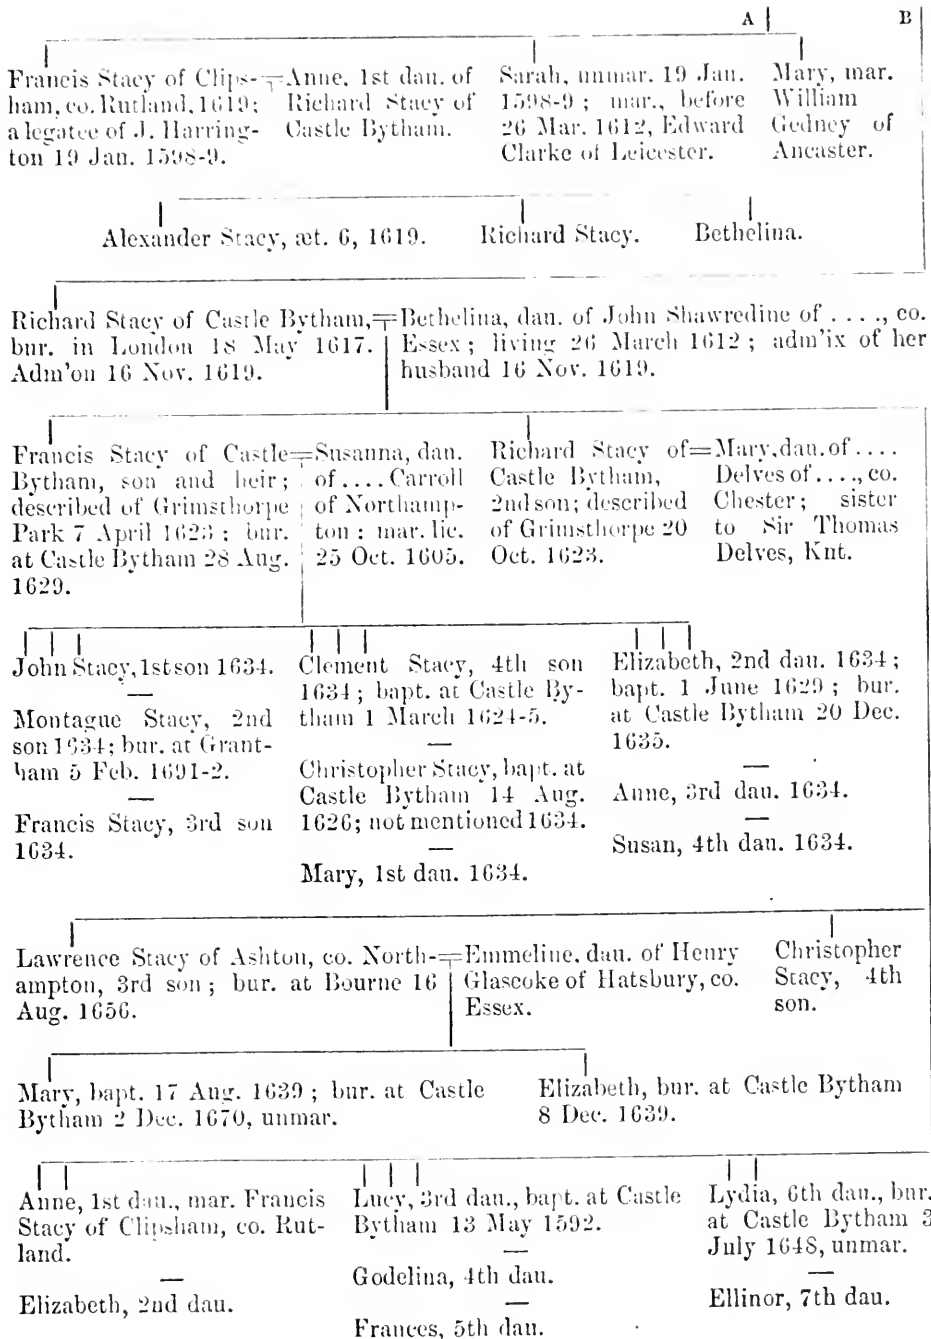 A B
Francis Stacy of Clips-
ham, co. Rutland, 1619;
a legatee of J. Harring-
ton 19 Jan. 1598-9.
Anne, 1st dau. of
Richard Stacy of
Castle Bytham.
Sarah, unmar. 19 Jan.
1598-9 ; mar., before
26 Mar. 1612, Edward
Clarke of Leicester.
Mary, mar.
William
Gedney of
Ancaster.
Alexander Stacy, æt. 6, 1619.
Richard Stacy.
Bethelina.
Richard Stacy of Castle Bytham,
bur. in London 18 May 1617.
Adm'on 16 Nov. 1619.
Bethelina, dau. of John Shawredine of . . . ., co.
Essex ; living 26 March 1612 ; adm'ix of her
husband 16 Nov. 1619.
Francis Stacy of Castle
Bytham, son and heir ;
described of Grimsthorpe
Park 7 April 1623 ; bur.
at Castle Bytham 28 Aug.
1629.
Susanna, dau.
of . . . . Carroll
of Northamp-
ton : mar. lic.
25 Oct. 1605.
Richard Stacy of
Castle Bytham,
2nd son; described
of Grimsthorpe 20
Oct. 1623.
Mary, dau. of . . . .
Delves of . . . ., co.
Chester ; sister
to Sir Thomas
Delves, Knt.
John Stacy, 1st son 1634.
—
Montague Stacy, 2nd
son 1634; bur. at Grant-
ham 5 Feb. 1691-2.
—
Francis Stacy, 3rd son
1634.
Clement Stacy, 4th son
1634 ; bapt. at Castle By-
tham 1 March 1624-5.
—
Christopher Stacy, bapt. at
Castle Bytham 14 Aug.
1626; not mentioned 1634.
—
Mary, 1st dau. 1634.
Elizabeth, 2nd dau. 1634 ;
bapt. 1 June 1629 ; bur.
at Castle Bytham 20 Dec.
1635.
—
Anne, 3rd dau. 1634.
—
Susan, 4th dau. 1634.
Lawrence Stacy of Ashton, co. North-
ampton, 3rd son ; bur. at Bourne 16
Aug. 1656.
Emmeline, dau. of Henry
Glascoke of Hatsbury, co.
Essex.
Christopher
Stacy, 4th
son.
Mary, bapt. 17 Aug. 1639 ; bur. at Castle
Bytham 2 Dec. 1670, unmar.
Elizabeth, bur. at Castle Bytham
8 Dec. 1639.
Anne, 1st dau., mar. Francis
Stacy of Clipsham, co. Rut-
land.
—
Elizabeth, 2nd dau.
Lucy, 3rd dau., bapt. at Castle
Bytham 13 May 1592.
—
Godelina, 4th dau.
—
Frances, 5th dau.
Lydia, 6th dau., bur.
at Castle Bytham 3
July 1648, unmar.
—
Ellinor, 7th dau.